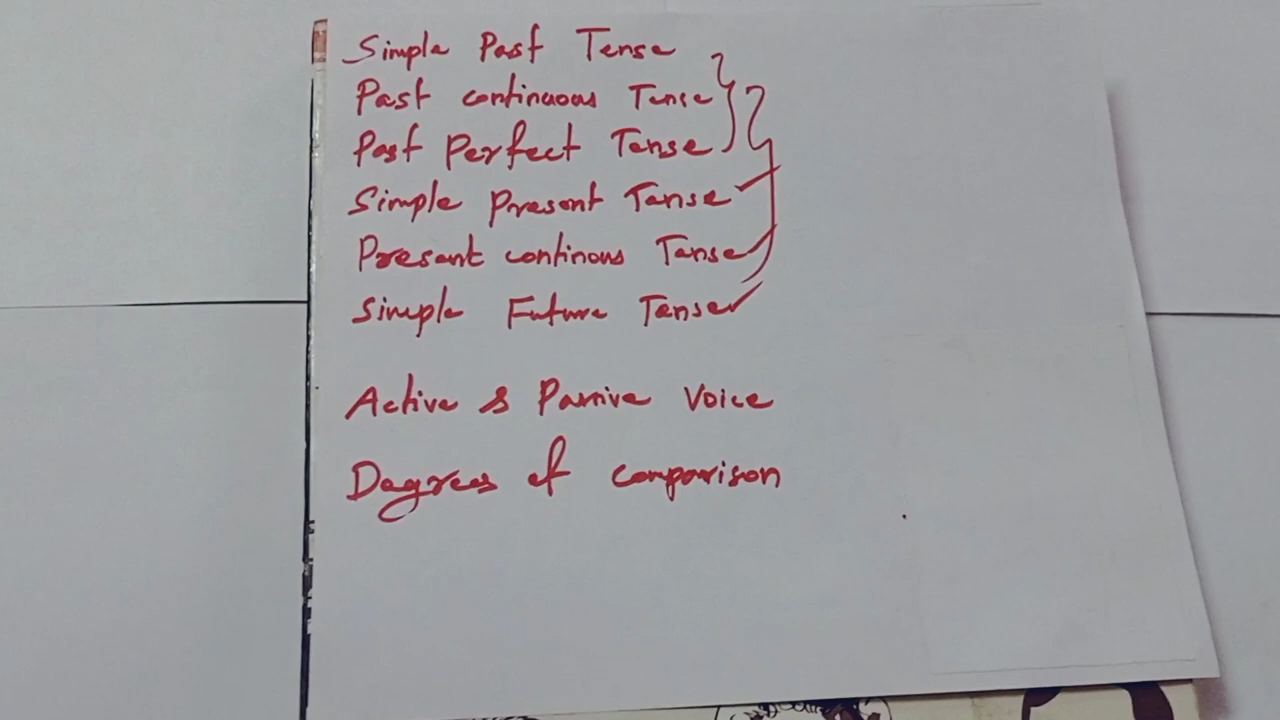 Simple Past Tense
Past continuous Tense
Past Perfect Tense
Simple Present Tense
Present continous Tense
Simple Future Tense
Active & Passive Voice
Degrees of comparison